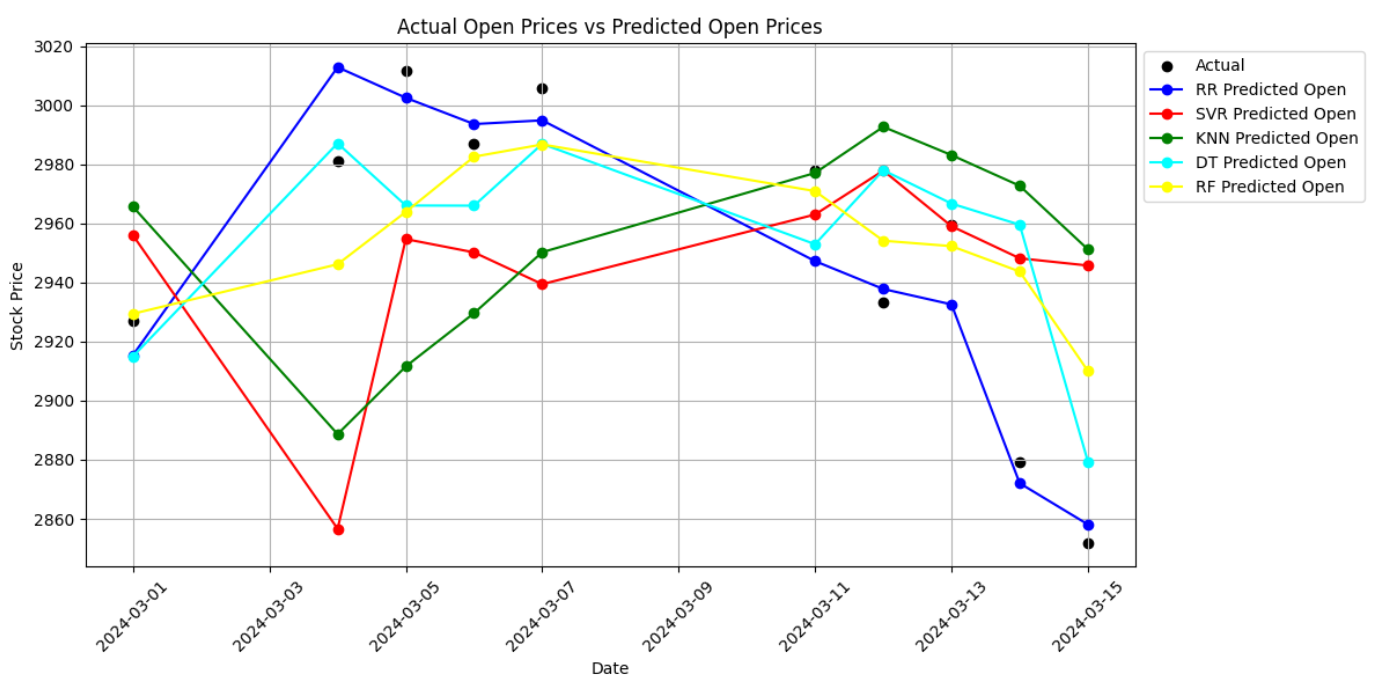 Actual Open Prices vs Predicted Open Prices
3020
3000
2980
2960
2940
2920
2900
2880
2860
Stock Price
2024-03-01
2024-03-03
2024-03-05
2024-03-07
2024-03-09
2024-03-11
2024-03-13
2024-03-15
Date
Actual
RR Predicted Open
SVR Predicted Open
KNN Predicted Open
DT Predicted Open
RF Predicted Open